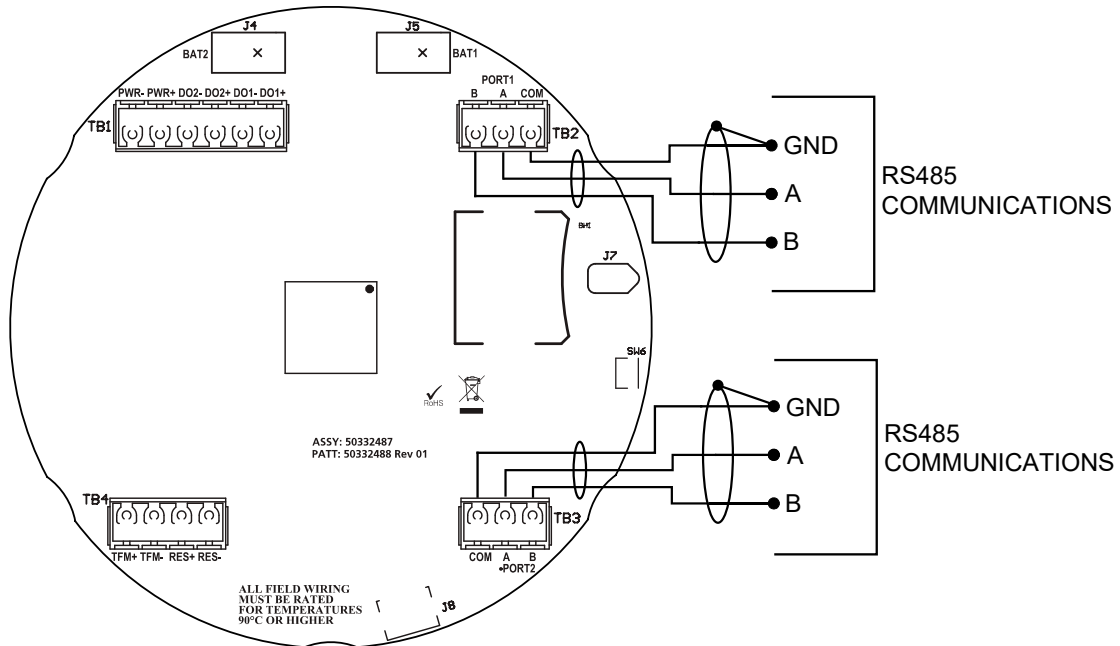 J4
J5
BAT2
BAT1
PORT1
PWR- PWR+ DO2- DO2+ DO1- DO1+
B A COM
TB1
TB2
GND
A
B
RS485
COMMUNICATIONS
BH1
J7
SW6
RoHS
ASSY: 50332487
PATT: 50332488 Rev 01
GND
A
B
RS485
COMMUNICATIONS
TB4
TB3
TFM+ TFM- RES+ RES-
COM A B
•PORT2
ALL FIELD WIRING
MUST BE RATED
FOR TEMPERATURES
90°C OR HIGHER
J8